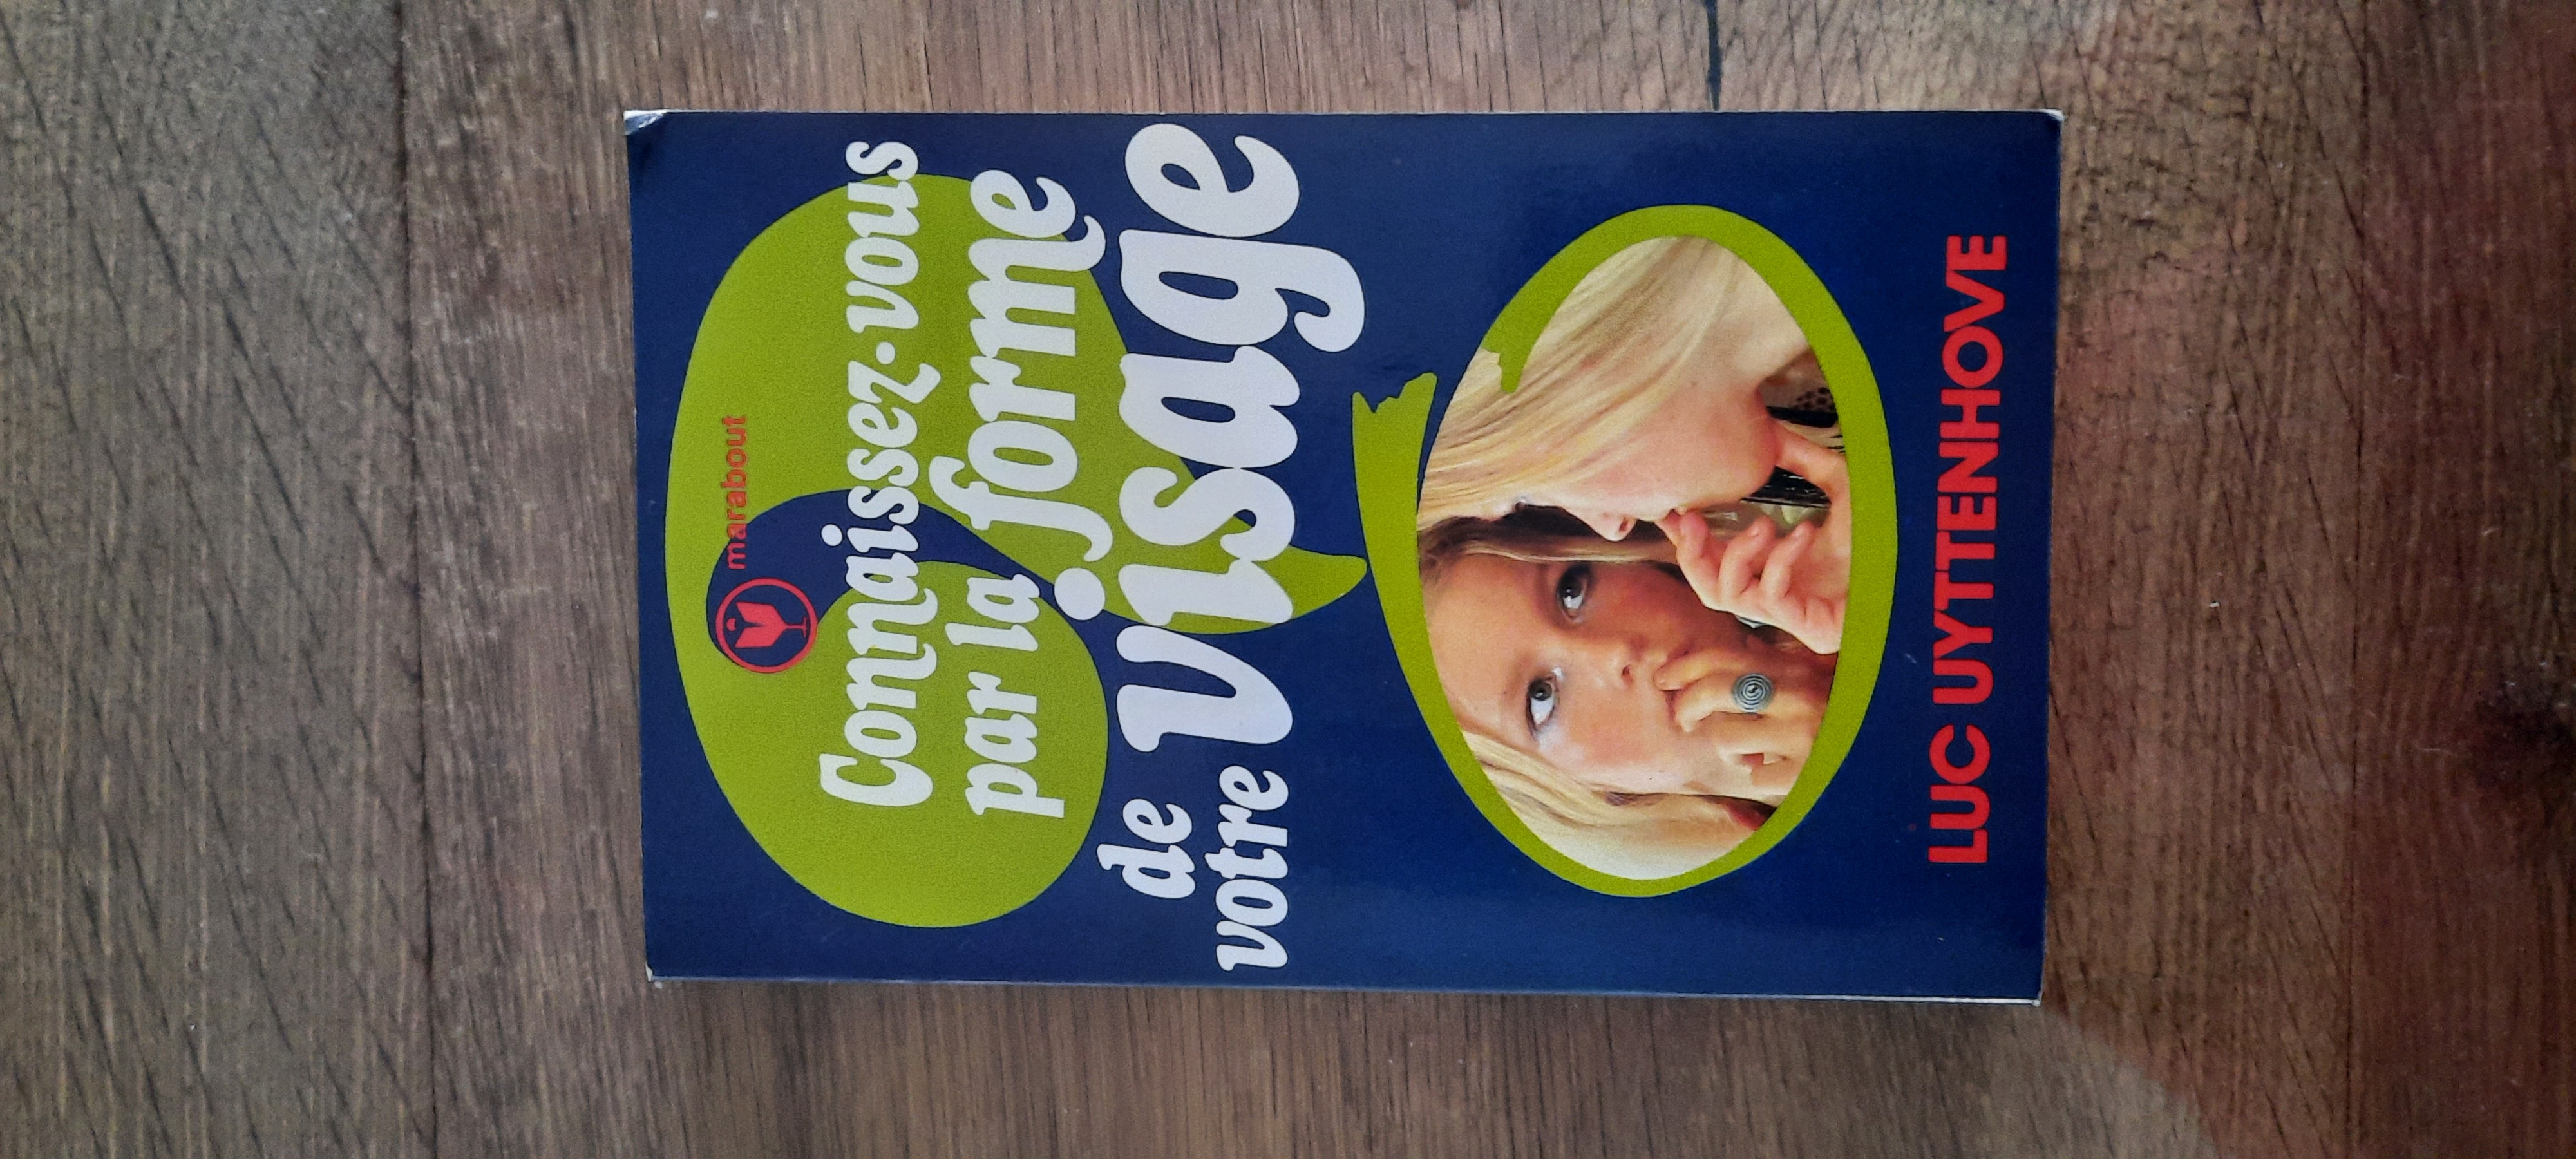 marabout
Connaissez-vous
par la forme
de
votre visage
LUC UYTTENHOVE